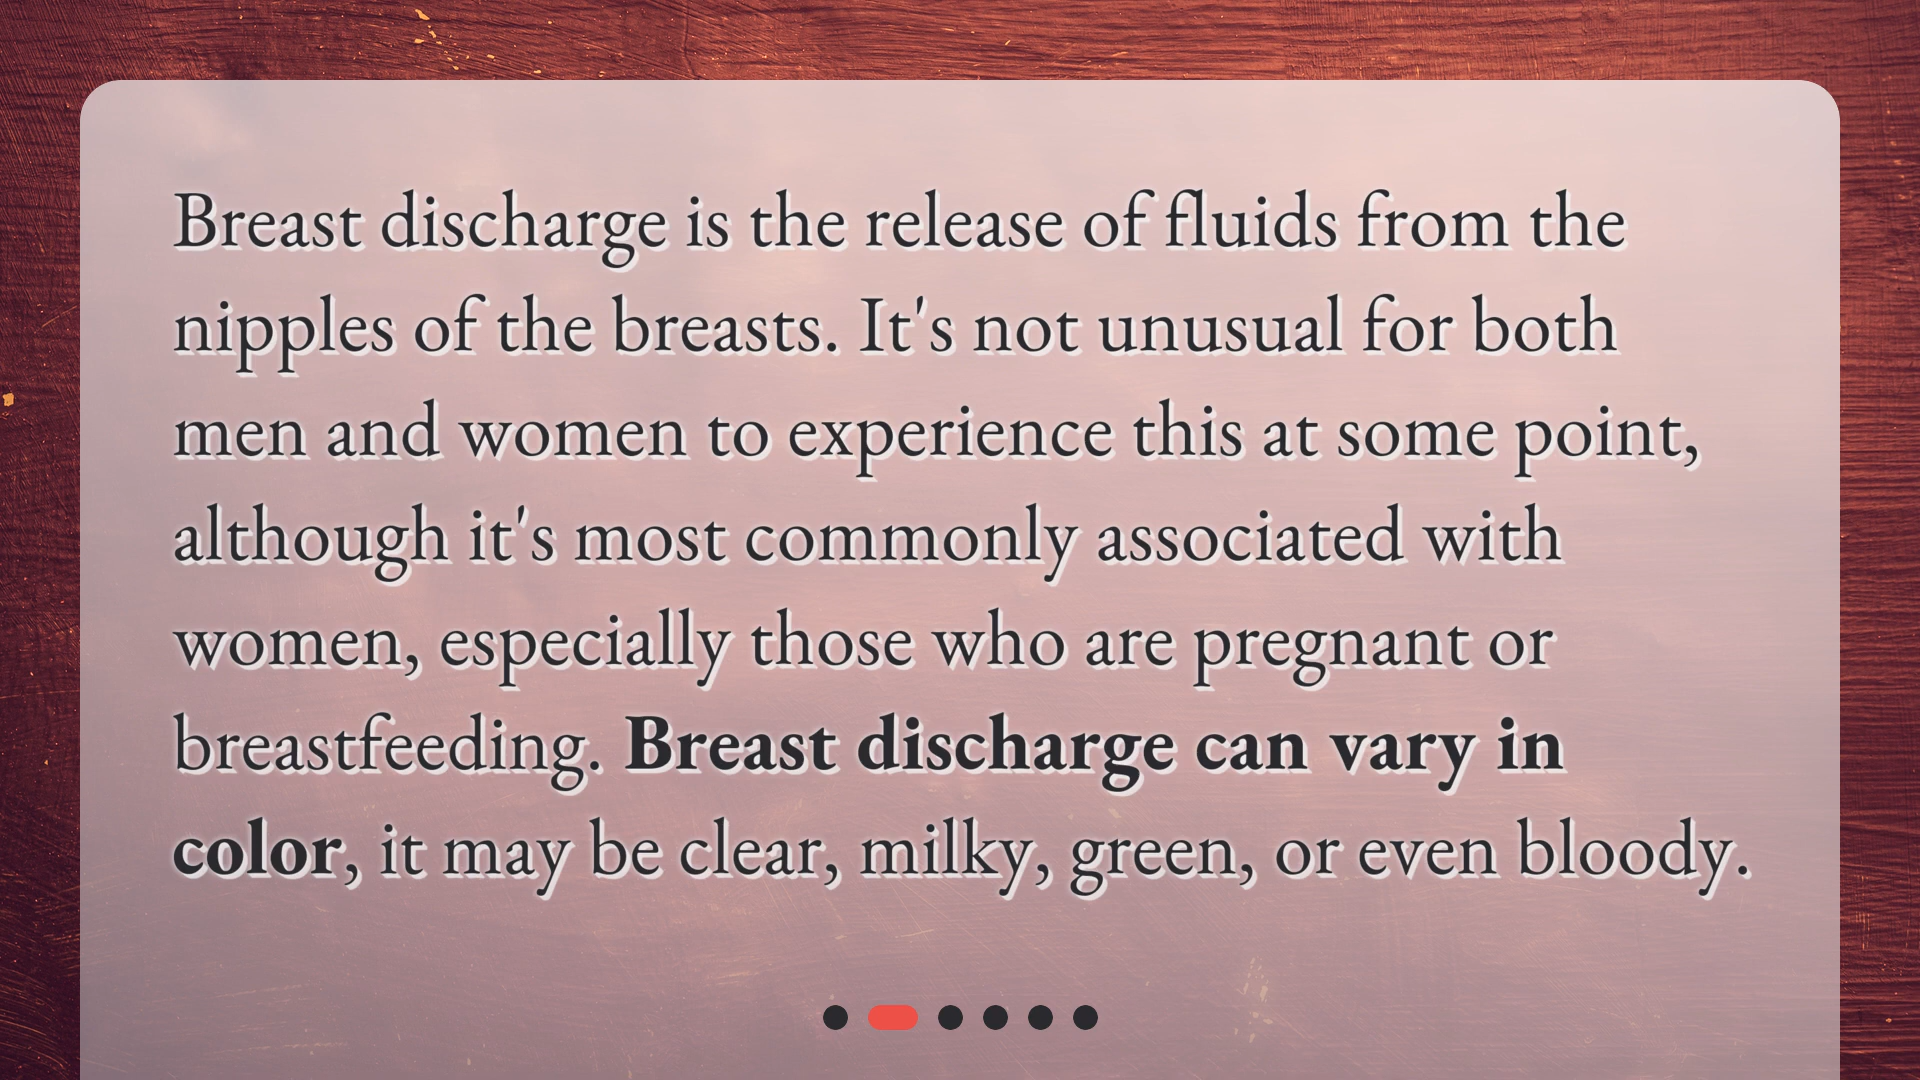 Breast discharge is the release of fluids from the
nipples of the breasts. It's not unusual for both
men and women to experience this at some point,
although it's most commonly associated with
women, especially those who are pregnant or
breastfeeding. Breast discharge can vary in
color, it may be clear, milky, green, or even bloody.